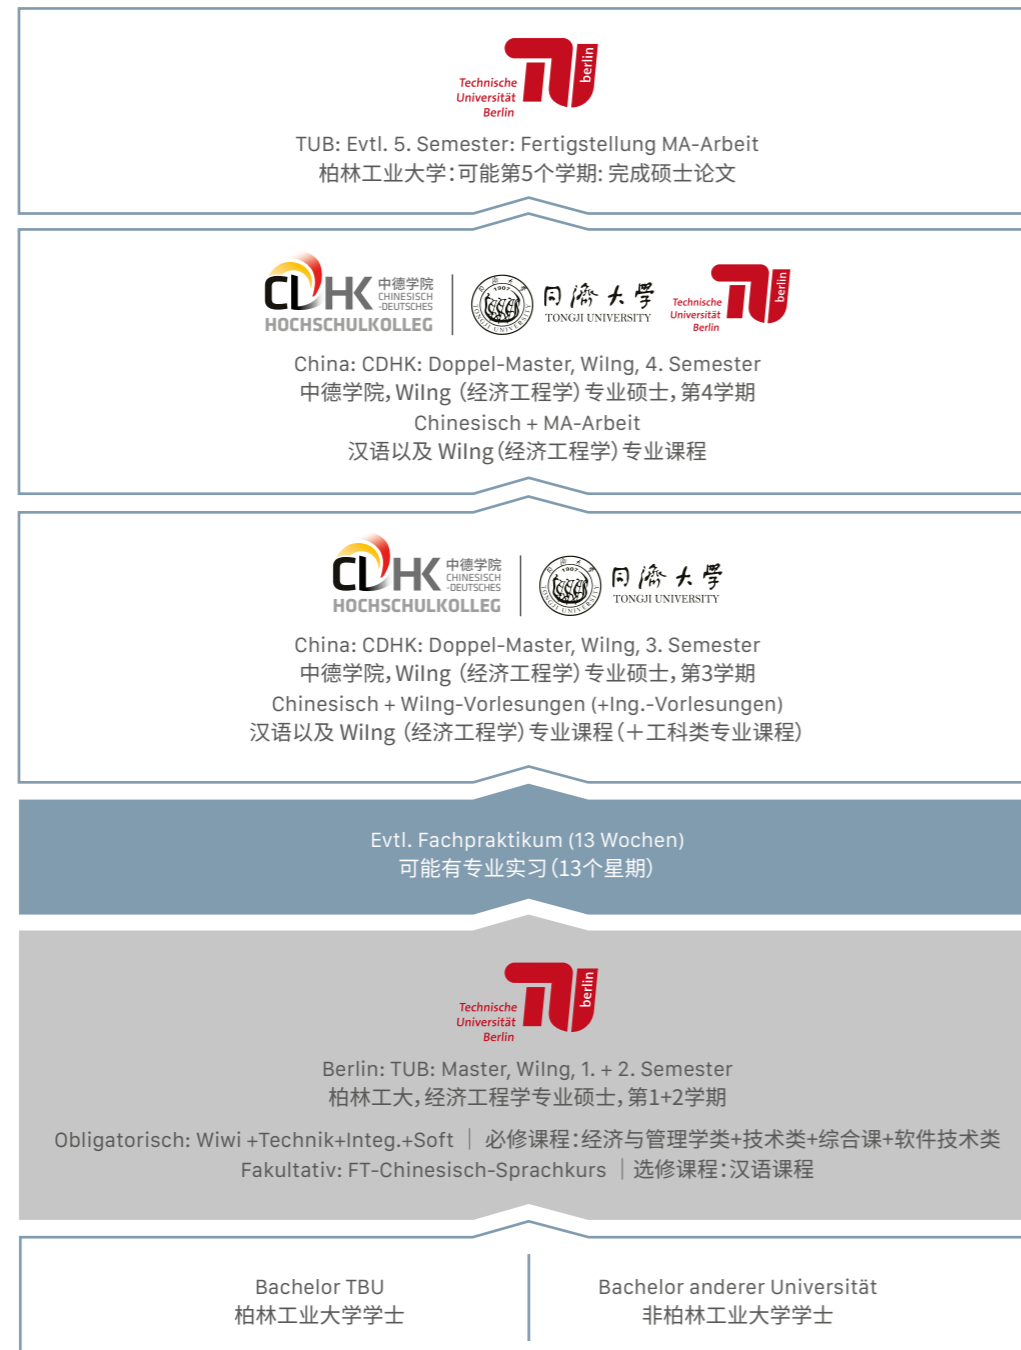 Technische
Universität
Berlin
berlin
TUB: Evtl. 5. Semester: Fertigstellung MA-Arbeit
柏林工业大学：可能第5个学期: 完成硕士论文
CDHK 中德学院
CHINESISCH
-DEUTSCHES
HOCHSCHULKOLLEG
1907
同濟大學
TONGJI UNIVERSITY
Technische
Universität
Berlin
berlin
China: CDHK: Doppel-Master, WiIng, 4. Semester
中德学院，WiIng（经济工程学）专业硕士，第4学期
Chinesisch + MA-Arbeit
汉语以及 WiIng（经济工程学）专业课程
CDHK 中德学院
CHINESISCH
-DEUTSCHES
HOCHSCHULKOLLEG
1907
同濟大學
TONGJI UNIVERSITY
China: CDHK: Doppel-Master, WiIng, 3. Semester
中德学院，WiIng（经济工程学）专业硕士，第3学期
Chinesisch + WiIng-Vorlesungen (+Ing.-Vorlesungen)
汉语以及 WiIng（经济工程学）专业课程（＋工科类专业课程）
Evtl. Fachpraktikum (13 Wochen)
可能有专业实习（13个星期）
Technische
Universität
Berlin
berlin
Berlin: TUB: Master, WiIng, 1. + 2. Semester
柏林工大，经济工程学专业硕士，第1+2学期
Obligatorisch: Wiwi +Technik+Integ.+Soft | 必修课程：经济与管理学类+技术类+综合课+软件技术类
Fakultativ: FT-Chinesisch-Sprachkurs | 选修课程：汉语课程
Bachelor TBU
柏林工业大学学士
Bachelor anderer Universität
非柏林工业大学学士